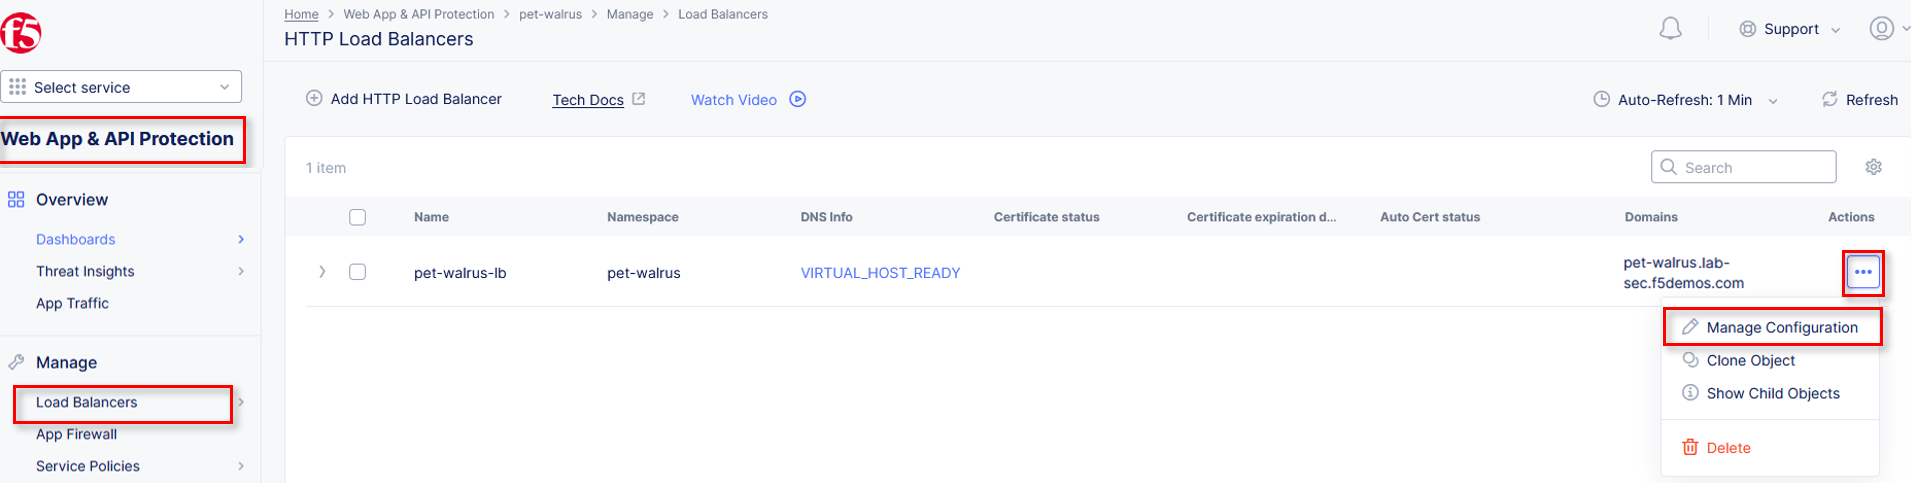 f5
Home > Web App & API Protection > pet-walrus > Manage > Load Balancers
HTTP Load Balancers
Support
Select service
Web App & API Protection
Overview
Dashboards
Threat Insights
App Traffic
Manage
Load Balancers
App Firewall
Service Policies
Add HTTP Load Balancer Tech Docs Watch Video
Auto-Refresh: 1 Min Refresh
1 item
Search
Name Namespace DNS Info Certificate status Certificate expiration d... Auto Cert status Domains Actions
pet-walrus-lb pet-walrus VIRTUAL_HOST_READY
pet-walrus.lab-
sec.f5demos.com
Manage Configuration
Clone Object
Show Child Objects
Delete